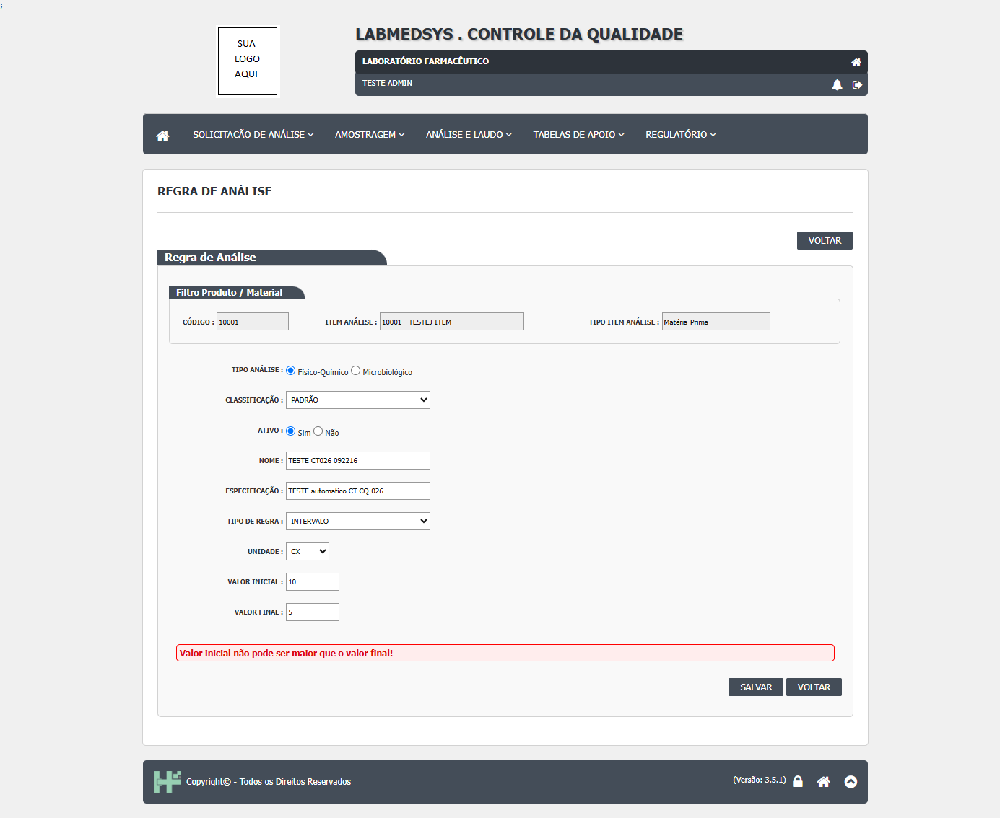 ;
SUA
LOGO
AQUI
LABMEDSYS . CONTROLE DA QUALIDADE
LABORATÓRIO FARMACÊUTICO
TESTE ADMIN
SOLICITACÃO DE ANÁLISE AMOSTRAGEM ANÁLISE E LAUDO TABELAS DE APOIO REGULATÓRIO
REGRA DE ANÁLISE
VOLTAR
Regra de Análise
Filtro Produto / Material
CÓDIGO : 10001 ITEM ANÁLISE : 10001 - TESTEJ-ITEM TIPO ITEM ANÁLISE : Matéria-Prima
TIPO ANÁLISE : Físico-Químico Microbiológico
CLASSIFICAÇÃO : PADRÃO
ATIVO : Sim Não
NOME : TESTE CT026 092216
ESPECIFICAÇÃO : TESTE automatico CT-CQ-026
TIPO DE REGRA : INTERVALO
UNIDADE : CX
VALOR INICIAL : 10
VALOR FINAL : 5
Valor inicial não pode ser maior que o valor final!
SALVAR VOLTAR
Copyright© - Todos os Direitos Reservados (Versão: 3.5.1)